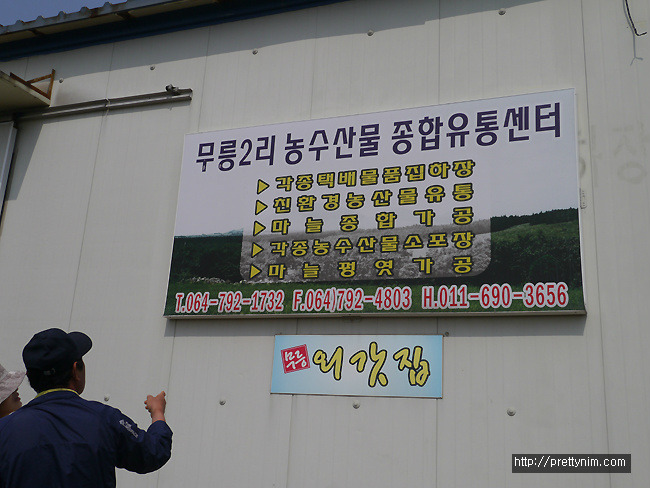 무릉2리 농수산물 종합유통센타
▶ 각종택배물품집하장
▶ 친환경농산물유통
▶ 마늘종합가공
▶ 각종농수산물소포장
▶ 마늘평엿가공
T.064-792-1732 F.064)792-4803 H.011-690-3656
무릉 외갓집
http://prettynim.com